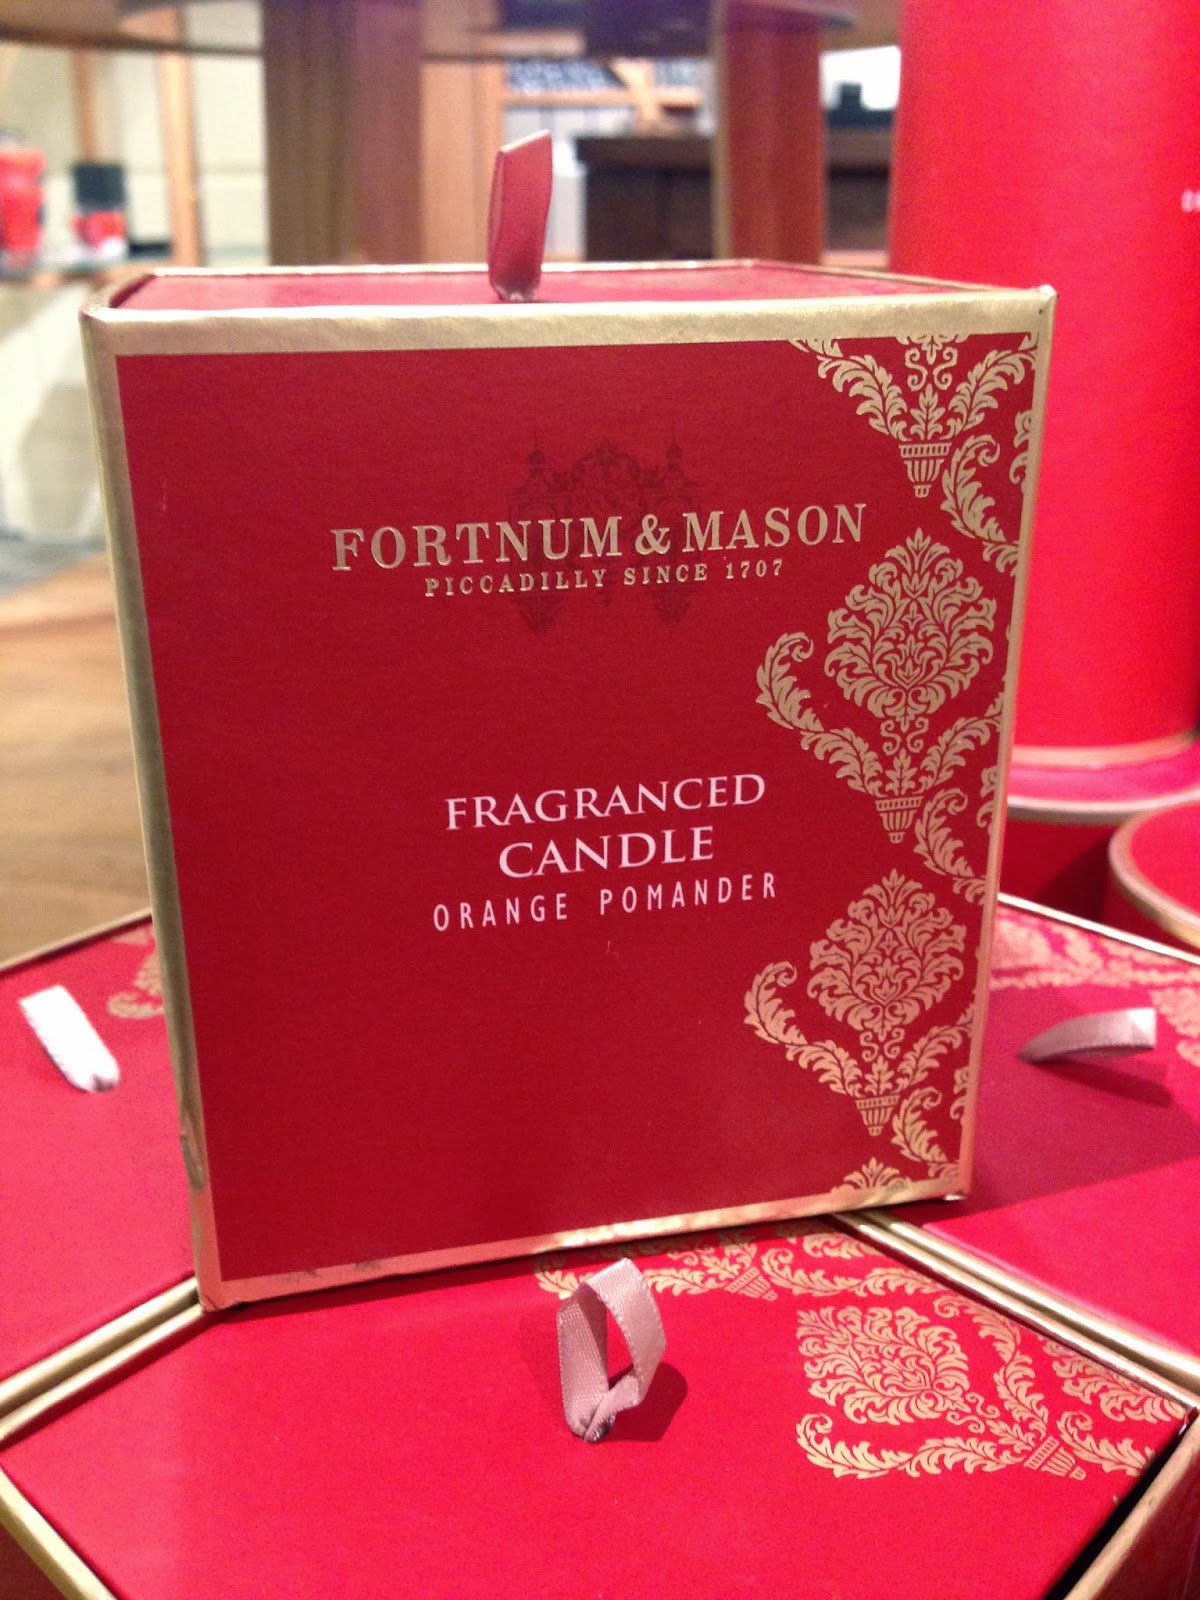 FORTNUM & MASON
PICCADILLY SINCE 1707
FRAGRANCED
CANDLE
ORANGE POMANDER